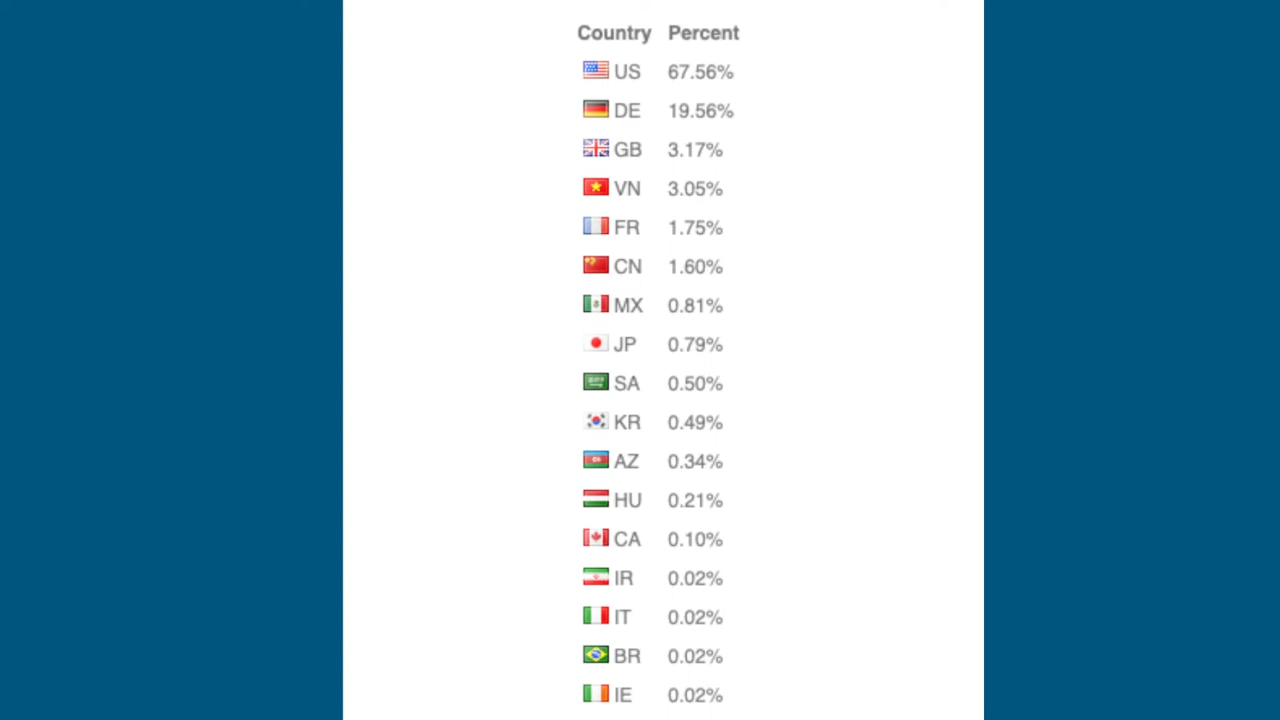 Country Percent
US 67.56%
DE 19.56%
GB 3.17%
VN 3.05%
FR 1.75%
CN 1.60%
MX 0.81%
JP 0.79%
SA 0.50%
KR 0.49%
AZ 0.34%
HU 0.21%
CA 0.10%
IR 0.02%
IT 0.02%
BR 0.02%
IE 0.02%